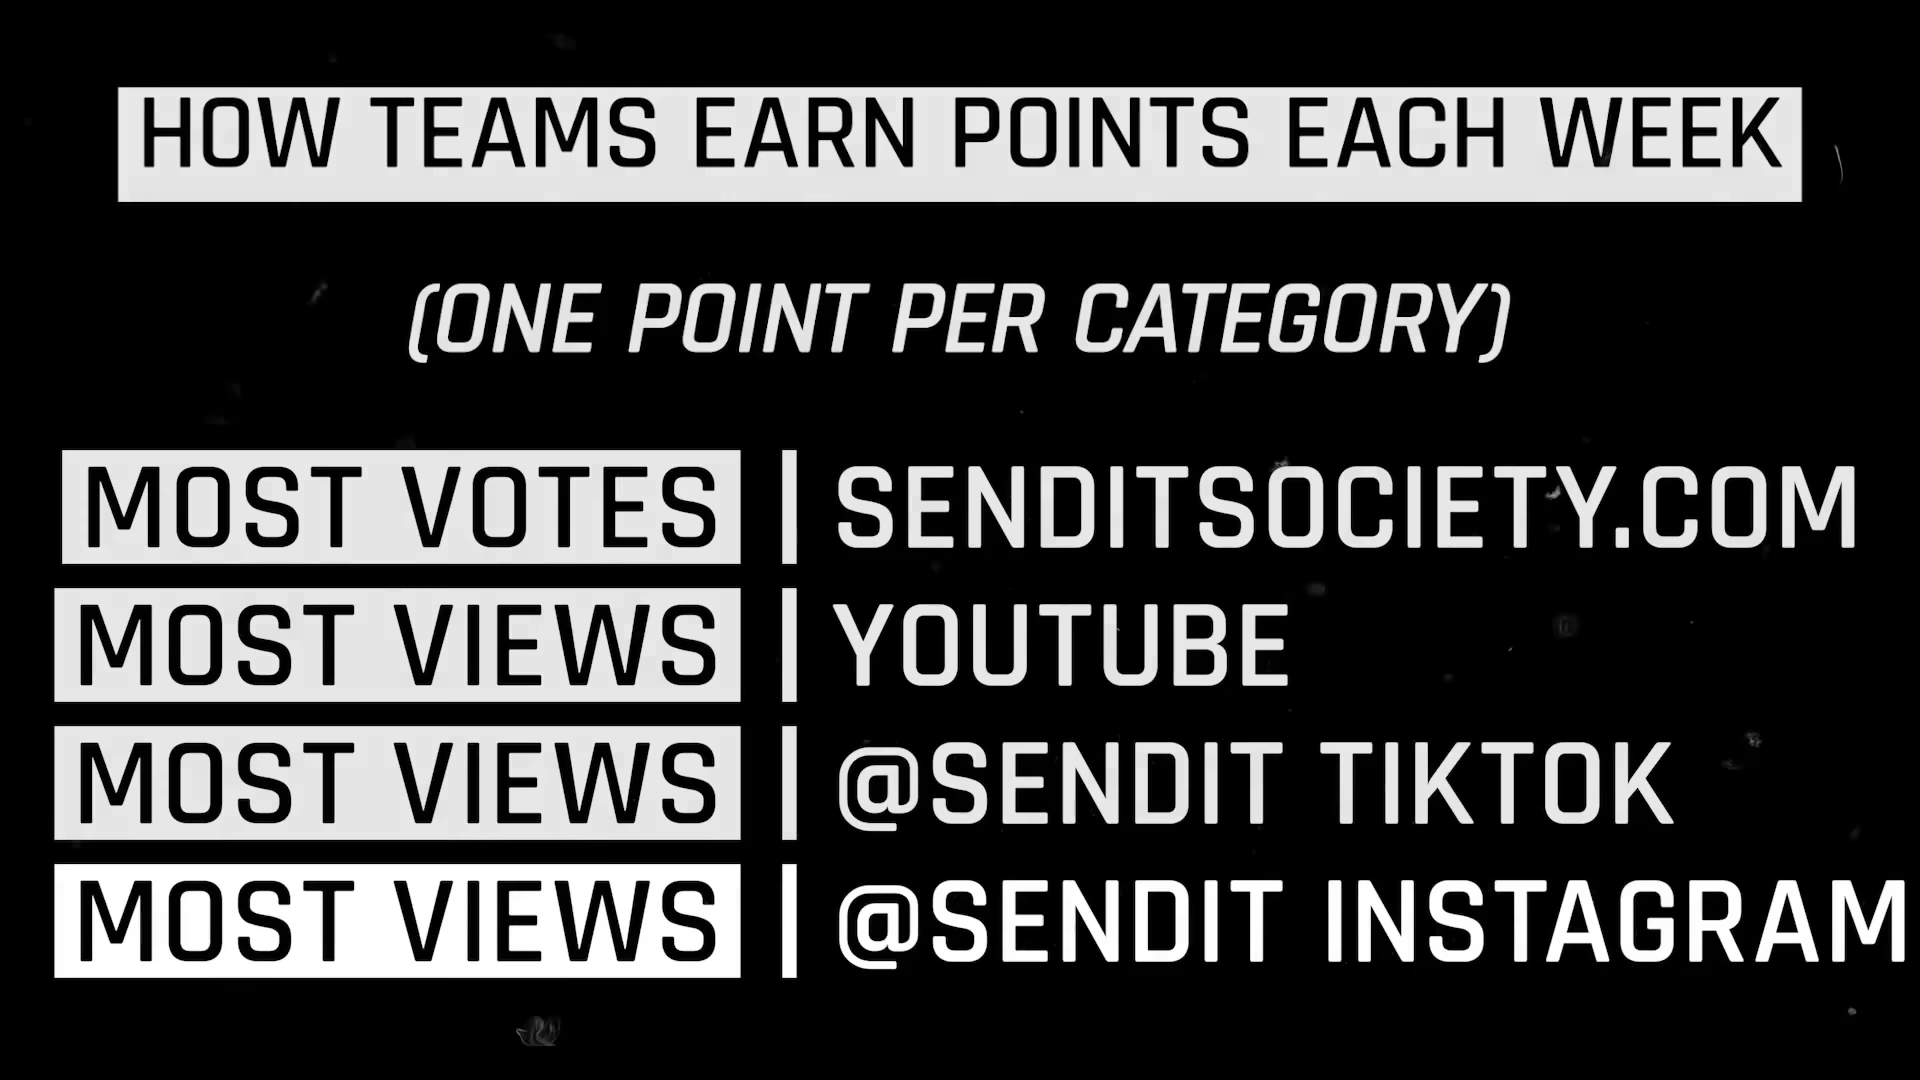 HOW TEAMS EARN POINTS EACH WEEK
(ONE POINT PER CATEGORY)
MOST VOTES | SENDITSOCIETY.COM
MOST VIEWS | YOUTUBE
MOST VIEWS | @SENDIT TIKTOK
MOST VIEWS | @SENDIT INSTAGRAM